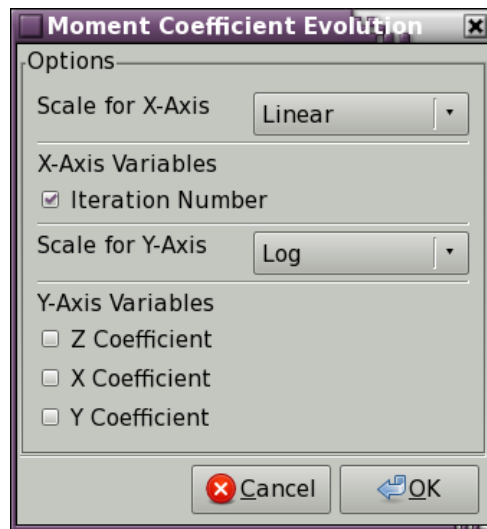 Moment Coefficient Evolution
Options
Scale for X-Axis Linear
X-Axis Variables
Iteration Number
Scale for Y-Axis Log
Y-Axis Variables
Z Coefficient
X Coefficient
Y Coefficient
Cancel OK